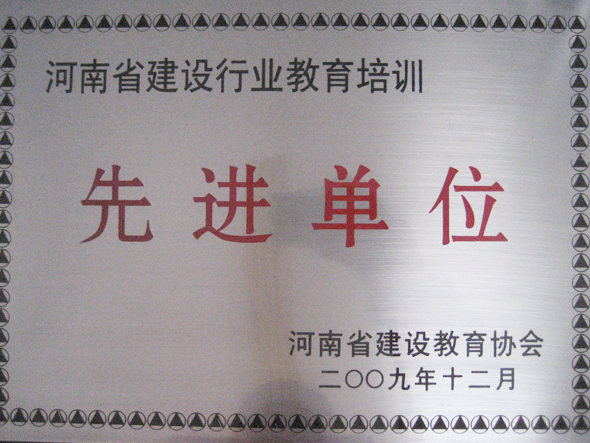 河南省建设行业教育培训
先进单位
河南省建设教育协会
二〇〇九年十二月